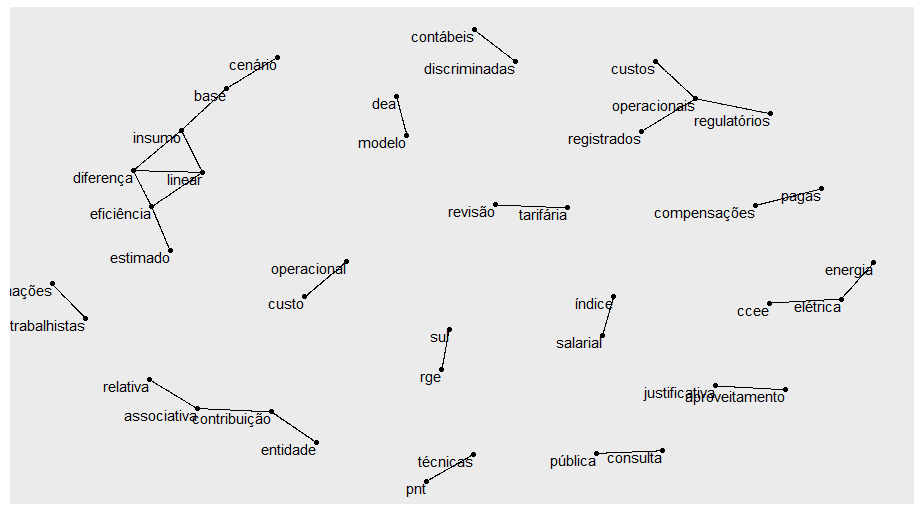 contábeis
cenário
discriminadas
custos
base
dea
operacionais
regulatórios
insumo
modelo
registrados
diferença
linear
pagas
eficiência
revisão
tarifária
compensações
estimado
operacional
energia
nações
custo
índice
ccee
elétrica
trabalhistas
sul
salarial
rge
relativa
justificativa
aproveitamento
associativa
contribuição
entidade
técnicas
pública
consulta
pnt